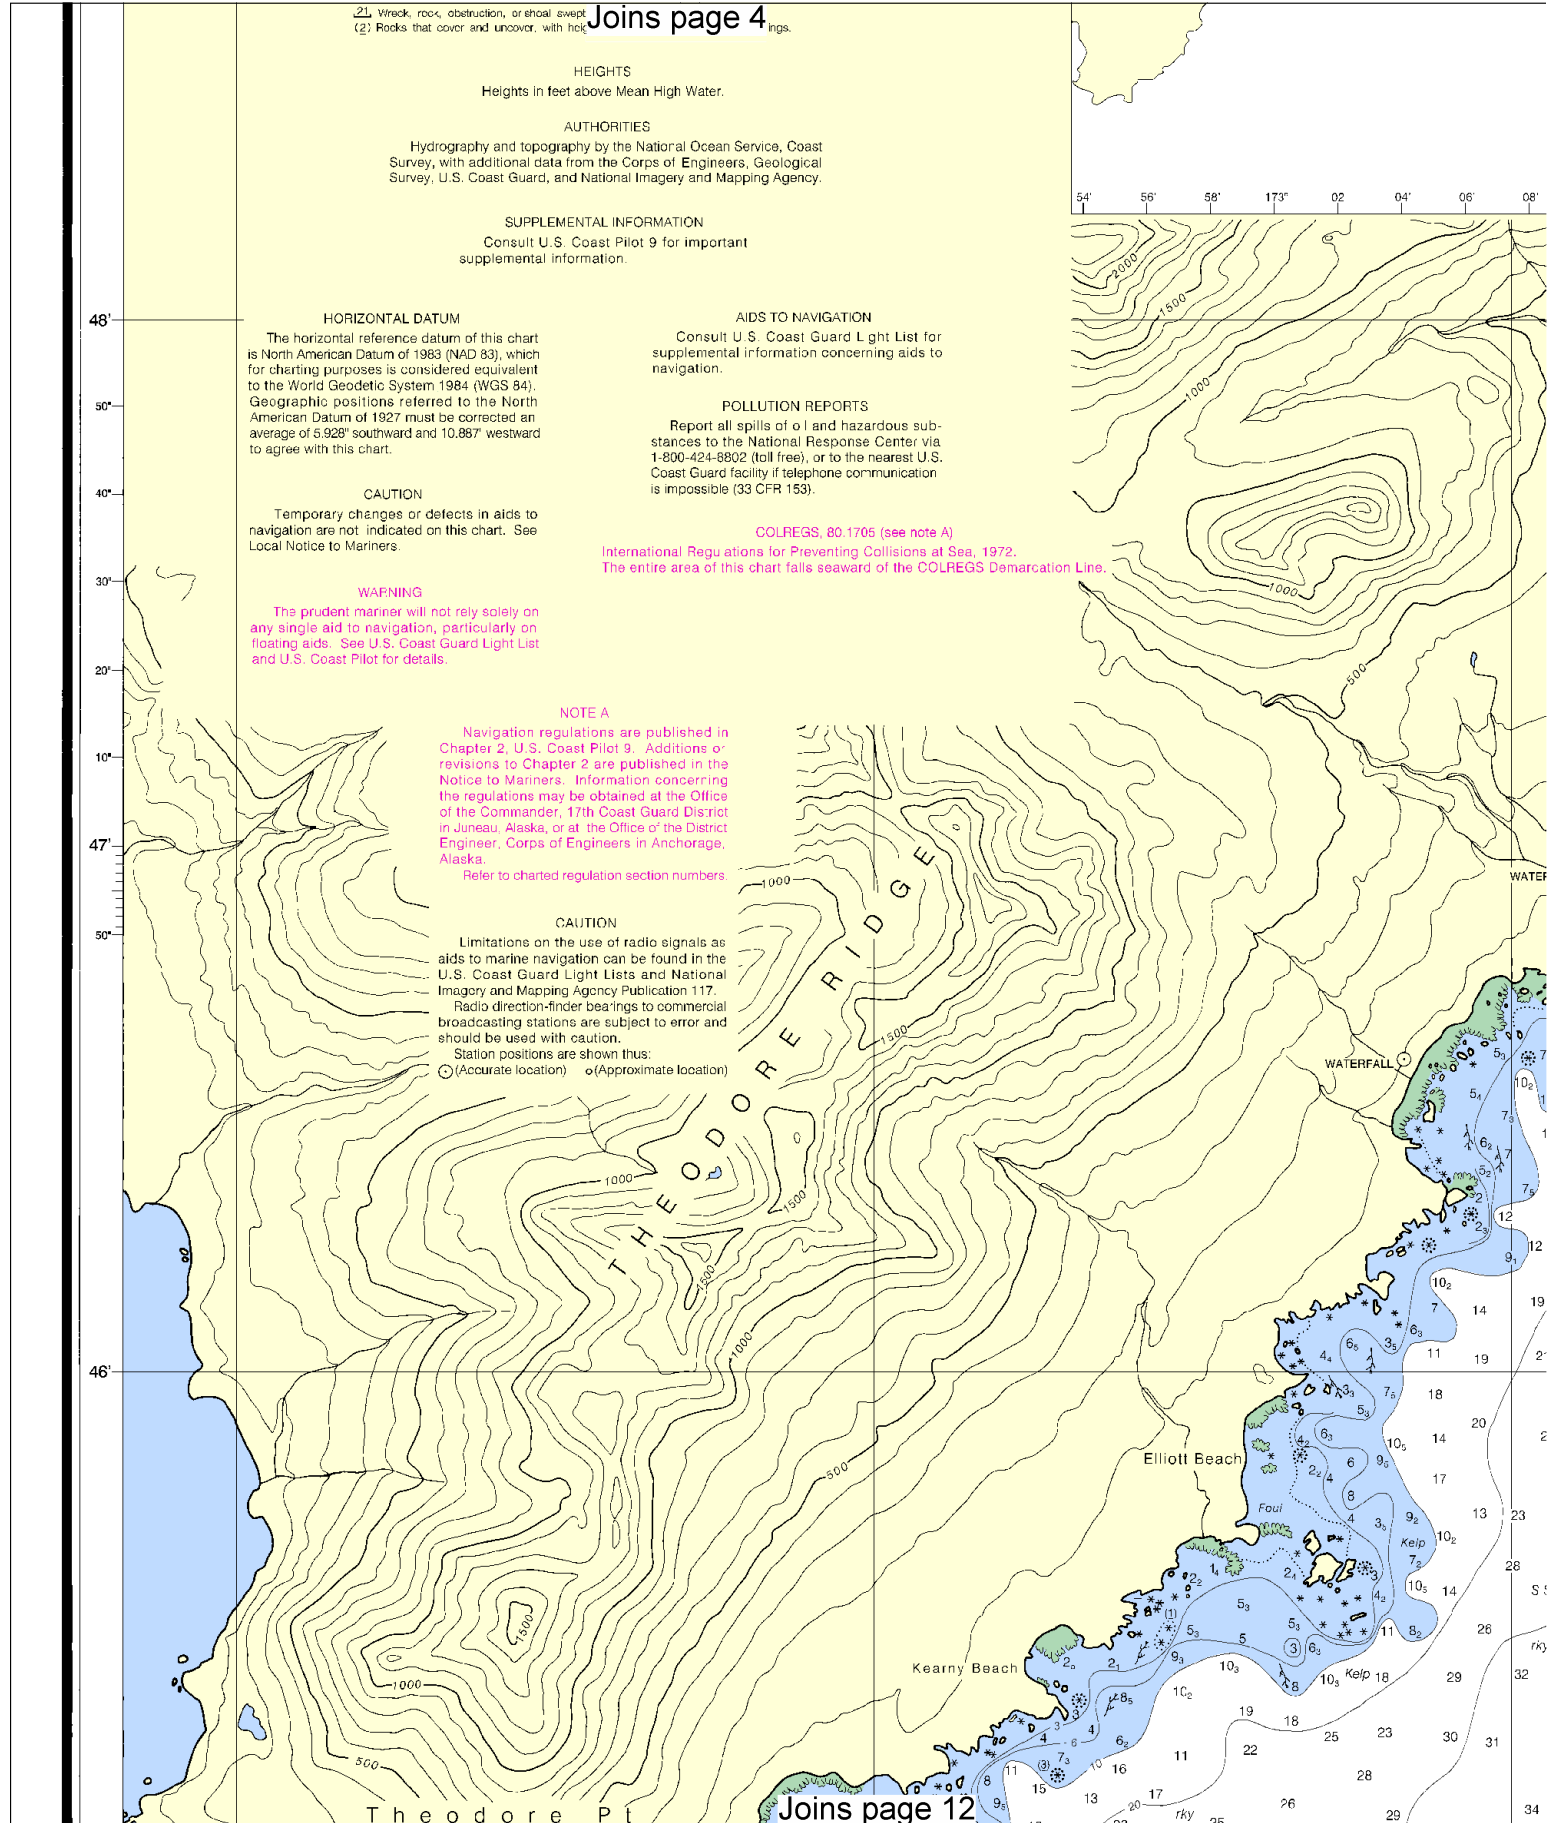 21, Wreck, rock, obstruction, or shoal swept
(2) Rocks that cover and uncover, with heig
ings.
Joins page 4
HEIGHTS
Heights in feet above Mean High Water.
AUTHORITIES
Hydrography and topography by the National Ocean Service, Coast
Survey, with additional data from the Corps of Engineers, Geological
Survey, U.S. Coast Guard, and National Imagery and Mapping Agency.
SUPPLEMENTAL INFORMATION
Consult U.S. Coast Pilot 9 for important
supplemental information.
54' 56' 58' 173° 02 04' 06' 08'
48'
50"
40"
30"
20"
10"
47'
50"
46'
HORIZONTAL DATUM
The horizontal reference datum of this chart
is North American Datum of 1983 (NAD 83), which
for charting purposes is considered equivalent
to the World Geodetic System 1984 (WGS 84).
Geographic positions referred to the North
American Datum of 1927 must be corrected an
average of 5.928" southward and 10.887" westward
to agree with this chart.
CAUTION
Temporary changes or defects in aids to
navigation are not indicated on this chart. See
Local Notice to Mariners.
WARNING
The prudent mariner will not rely solely on
any single aid to navigation, particularly on
floating aids. See U.S. Coast Guard Light List
and U.S. Coast Pilot for details.
AIDS TO NAVIGATION
Consult U.S. Coast Guard Light List for
supplemental information concerning aids to
navigation.
POLLUTION REPORTS
Report all spills of oil and hazardous sub-
stances to the National Response Center via
1-800-424-8802 (toll free), or to the nearest U.S.
Coast Guard facility if telephone communication
is impossible (33 CFR 153).
COLREGS, 80.1705 (see note A)
International Regulations for Preventing Collisions at Sea, 1972.
The entire area of this chart falls seaward of the COLREGS Demarcation Line.
NOTE A
Navigation regulations are published in
Chapter 2, U.S. Coast Pilot 9. Additions or
revisions to Chapter 2 are published in the
Notice to Mariners. Information concerning
the regulations may be obtained at the Office
of the Commander, 17th Coast Guard District
in Juneau, Alaska, or at the Office of the District
Engineer, Corps of Engineers in Anchorage,
Alaska.
Refer to charted regulation section numbers.
CAUTION
Limitations on the use of radio signals as
aids to marine navigation can be found in the
U.S. Coast Guard Light Lists and National
Imagery and Mapping Agency Publication 117.
Radio direction-finder bearings to commercial
broadcasting stations are subject to error and
should be used with caution.
Station positions are shown thus:
(Accurate location) o(Approximate location)
2000
1500
1000
1000
500
1000
1500
1000
1500
1500
1000
500
1500
1000
500
THEODORE RIDGE
WATER
WATERFALL
Elliott Beach
Foul
Kelp
Kearny Beach
Kelp
rky
rky
Theodore Pt
Joins page 12